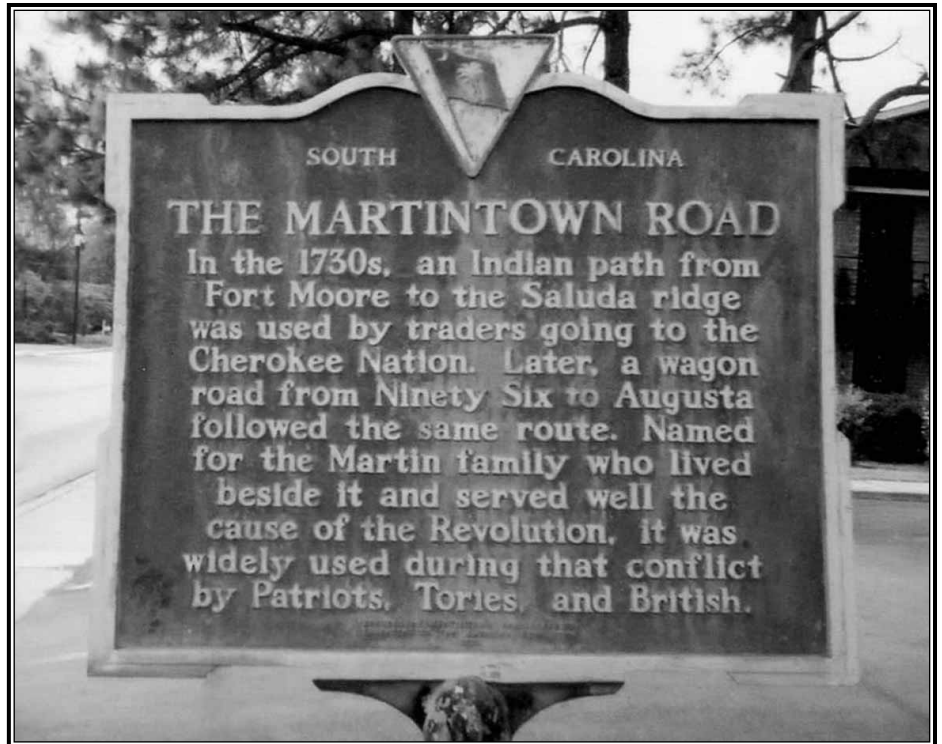 SOUTH CAROLINA
THE MARTINTOWN ROAD
In the 1730s, an Indian path from
Fort Moore to the Saluda ridge
was used by traders going to the
Cherokee Nation. Later, a wagon
road from Ninety Six to Augusta
followed the same route. Named
for the Martin family who lived
beside it and served well the
cause of the Revolution, it was
widely used during that conflict
by Patriots, Tories, and British.